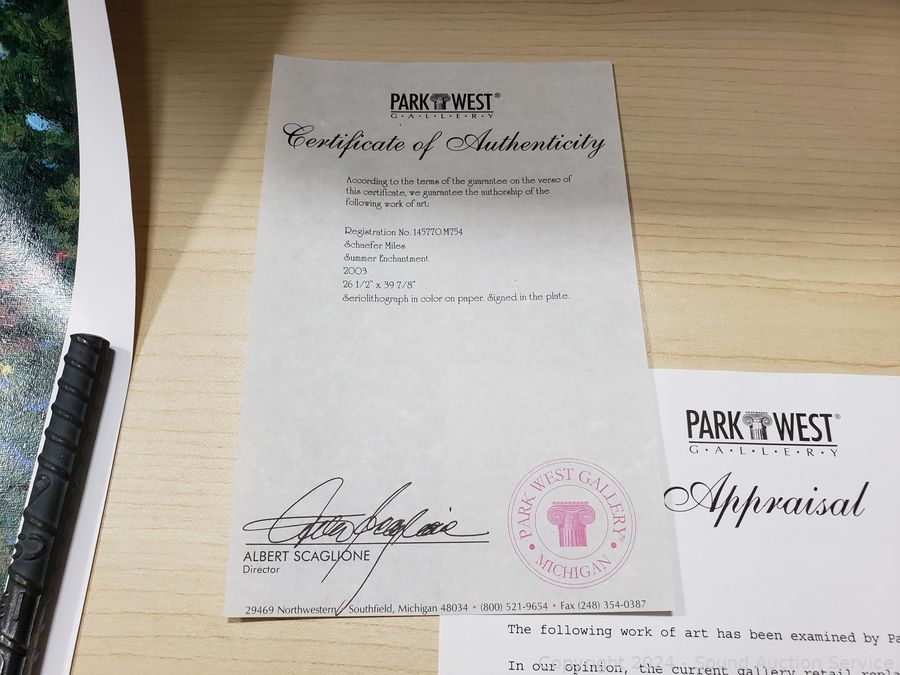 PARK WEST®
G·A·L·L·E·R·Y
Certificate of Authenticity
According to the terms of the guarantee on the verso of
this certificate, we guarantee the authorship of the
following work of art:
Registration No. 145770.M754
Schaefer Miles
Summer Enchantment
2003
26 1/2" x 39 7/8"
Seriolithograph in color on paper. Signed in the plate.
ALBERT SCAGLIONE
Director
PARK WEST GALLERY®
• MICHIGAN •
29469 Northwestern Southfield, Michigan 48034 • (800) 521-9654 • Fax (248) 354-0387
PARK WEST®
G·A·L·L·E·R·Y
Appraisal
The following work of art has been examined by Pa
In our opinion, the current gallery retail repla
Copyright 2024 - Sound Auction Service